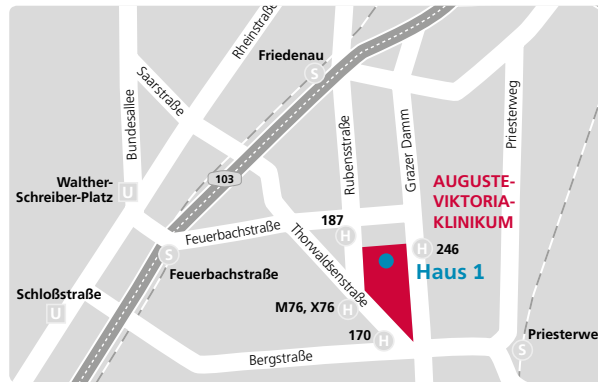 Rheinstraße
Friedenau
S
Saarstraße
Bundesallee
Priesterweg
Rubensstraße
Grazer Damm
103
Walther-
Schreiber-Platz
U
AUGUSTE-
VIKTORIA-
KLINIKUM
187
H
Feuerbachstraße
Thorwaldsenstraße
H
246
S
Feuerbachstraße
Haus 1
Schloßstraße
U
M76, X76
H
170
H
Bergstraße
Priesterwe
S